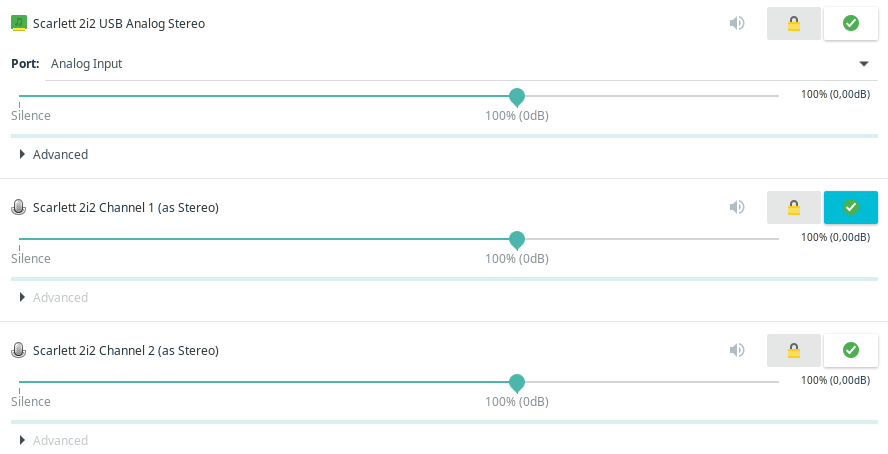 Scarlett 2i2 USB Analog Stereo
Port: Analog Input
100% (0,00dB)
Silence 100% (0dB)
Advanced
Scarlett 2i2 Channel 1 (as Stereo)
100% (0,00dB)
Silence 100% (0dB)
Advanced
Scarlett 2i2 Channel 2 (as Stereo)
100% (0,00dB)
Silence 100% (0dB)
Advanced